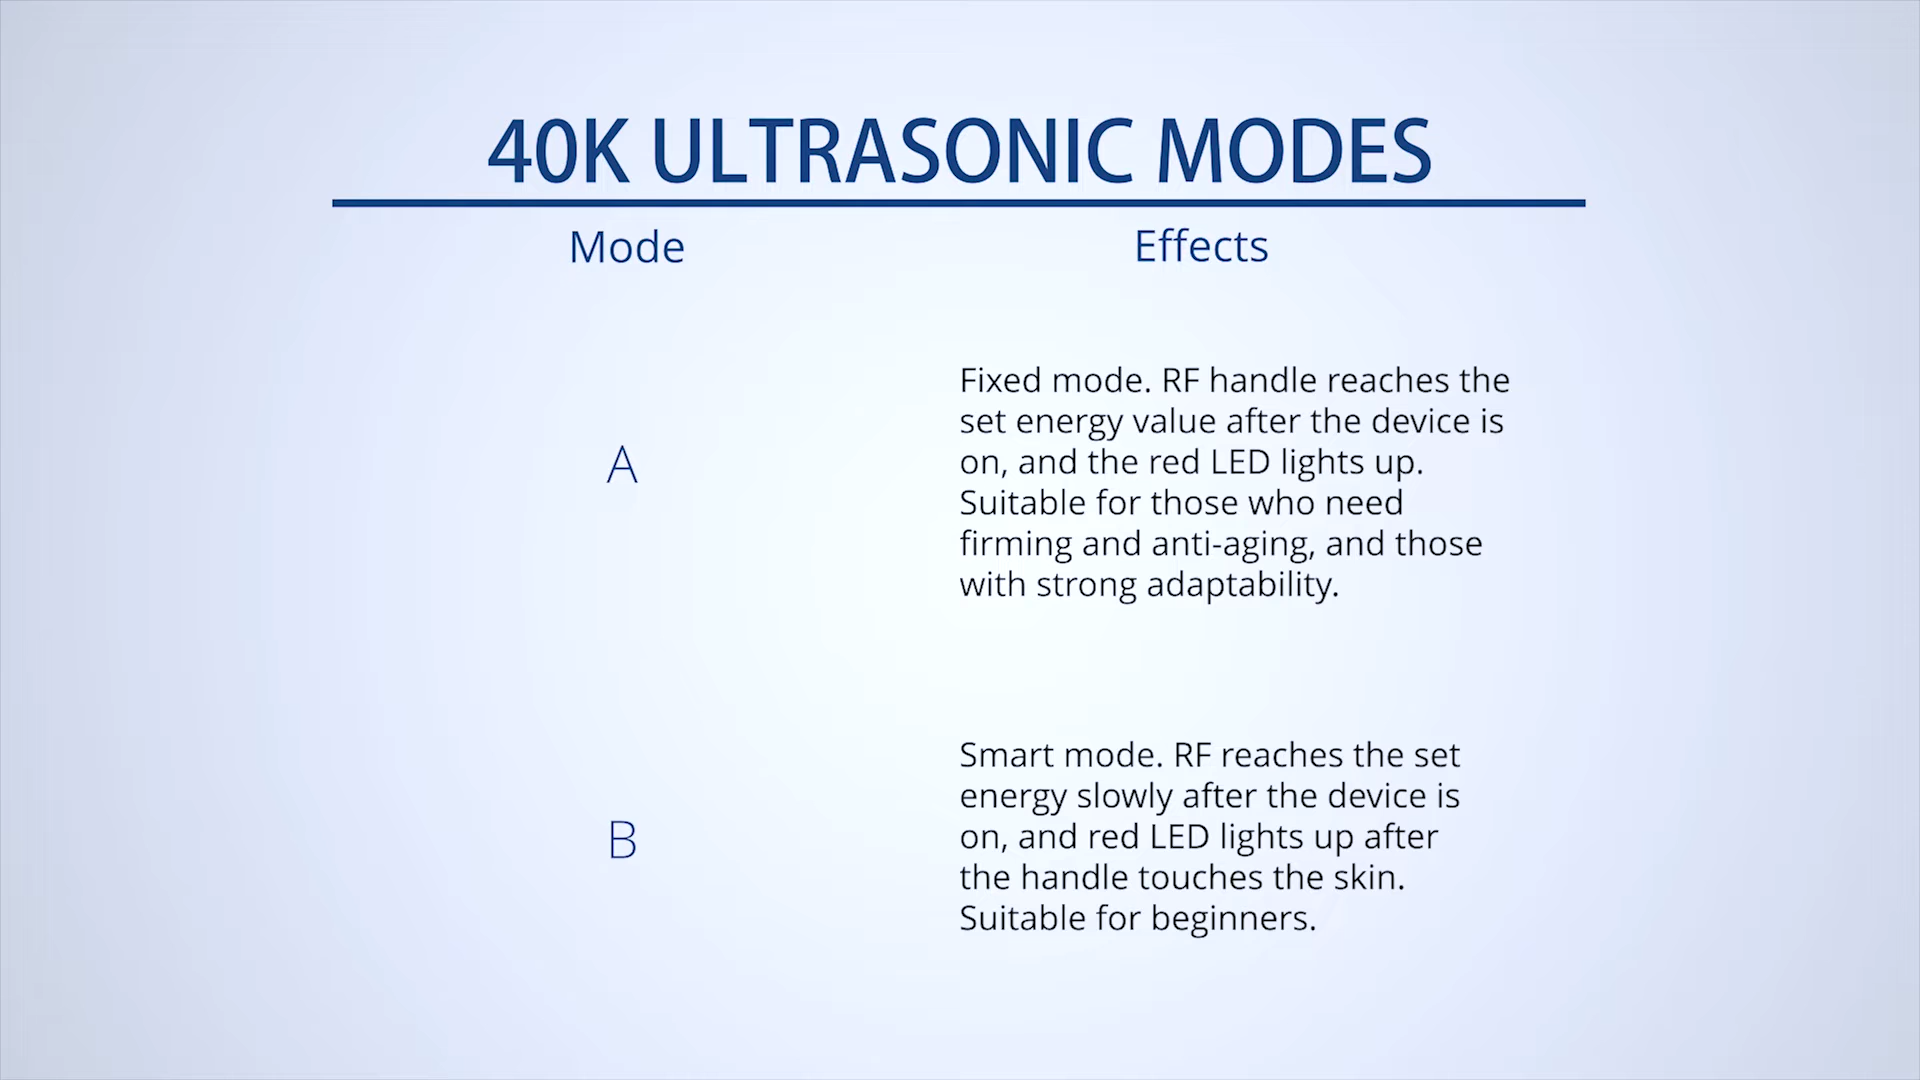 40K ULTRASONIC MODES
Mode
Effects
A
Fixed mode. RF handle reaches the
set energy value after the device is
on, and the red LED lights up.
Suitable for those who need
firming and anti-aging, and those
with strong adaptability.
B
Smart mode. RF reaches the set
energy slowly after the device is
on, and red LED lights up after
the handle touches the skin.
Suitable for beginners.